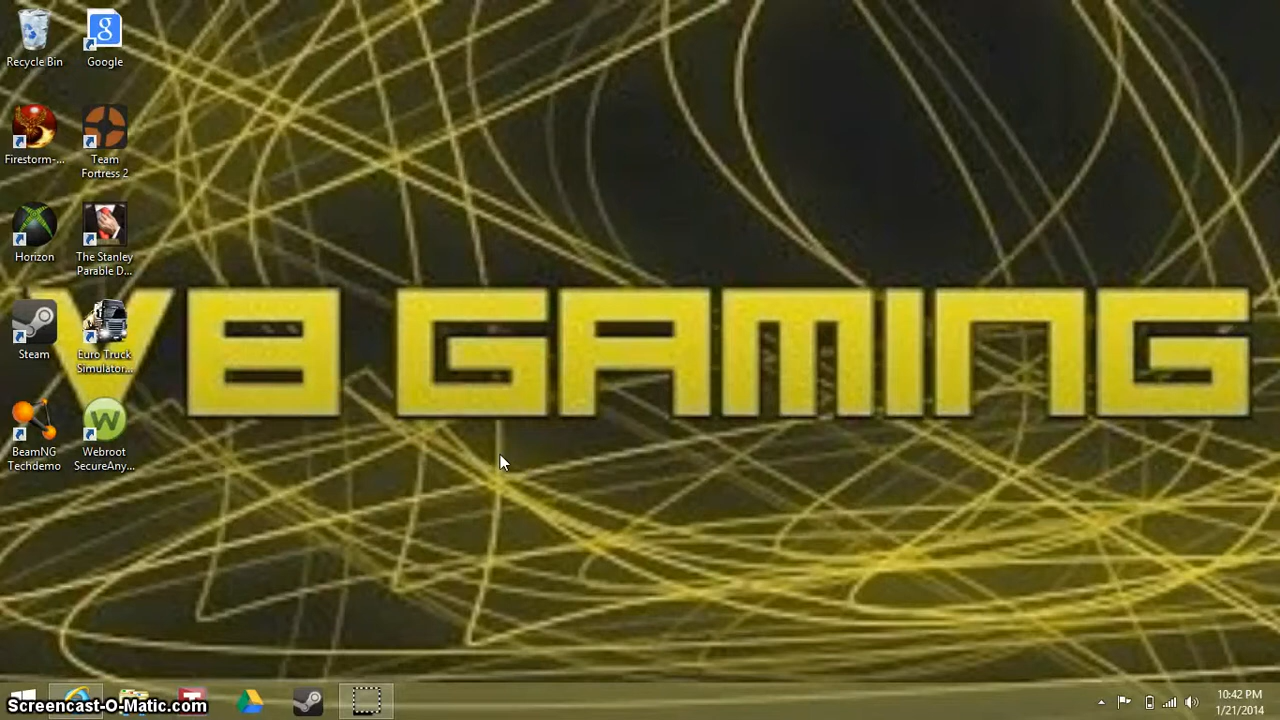 Recycle Bin
Google
Firestorm-...
Team
Fortress 2
Horizon
The Stanley
Parable D...
Steam
Euro Truck
Simulator...
V8 GAMING
BeamNG
Techdemo
Webroot
SecureAny...
Screencast-O-Matic.com
10:42 PM
1/21/2014